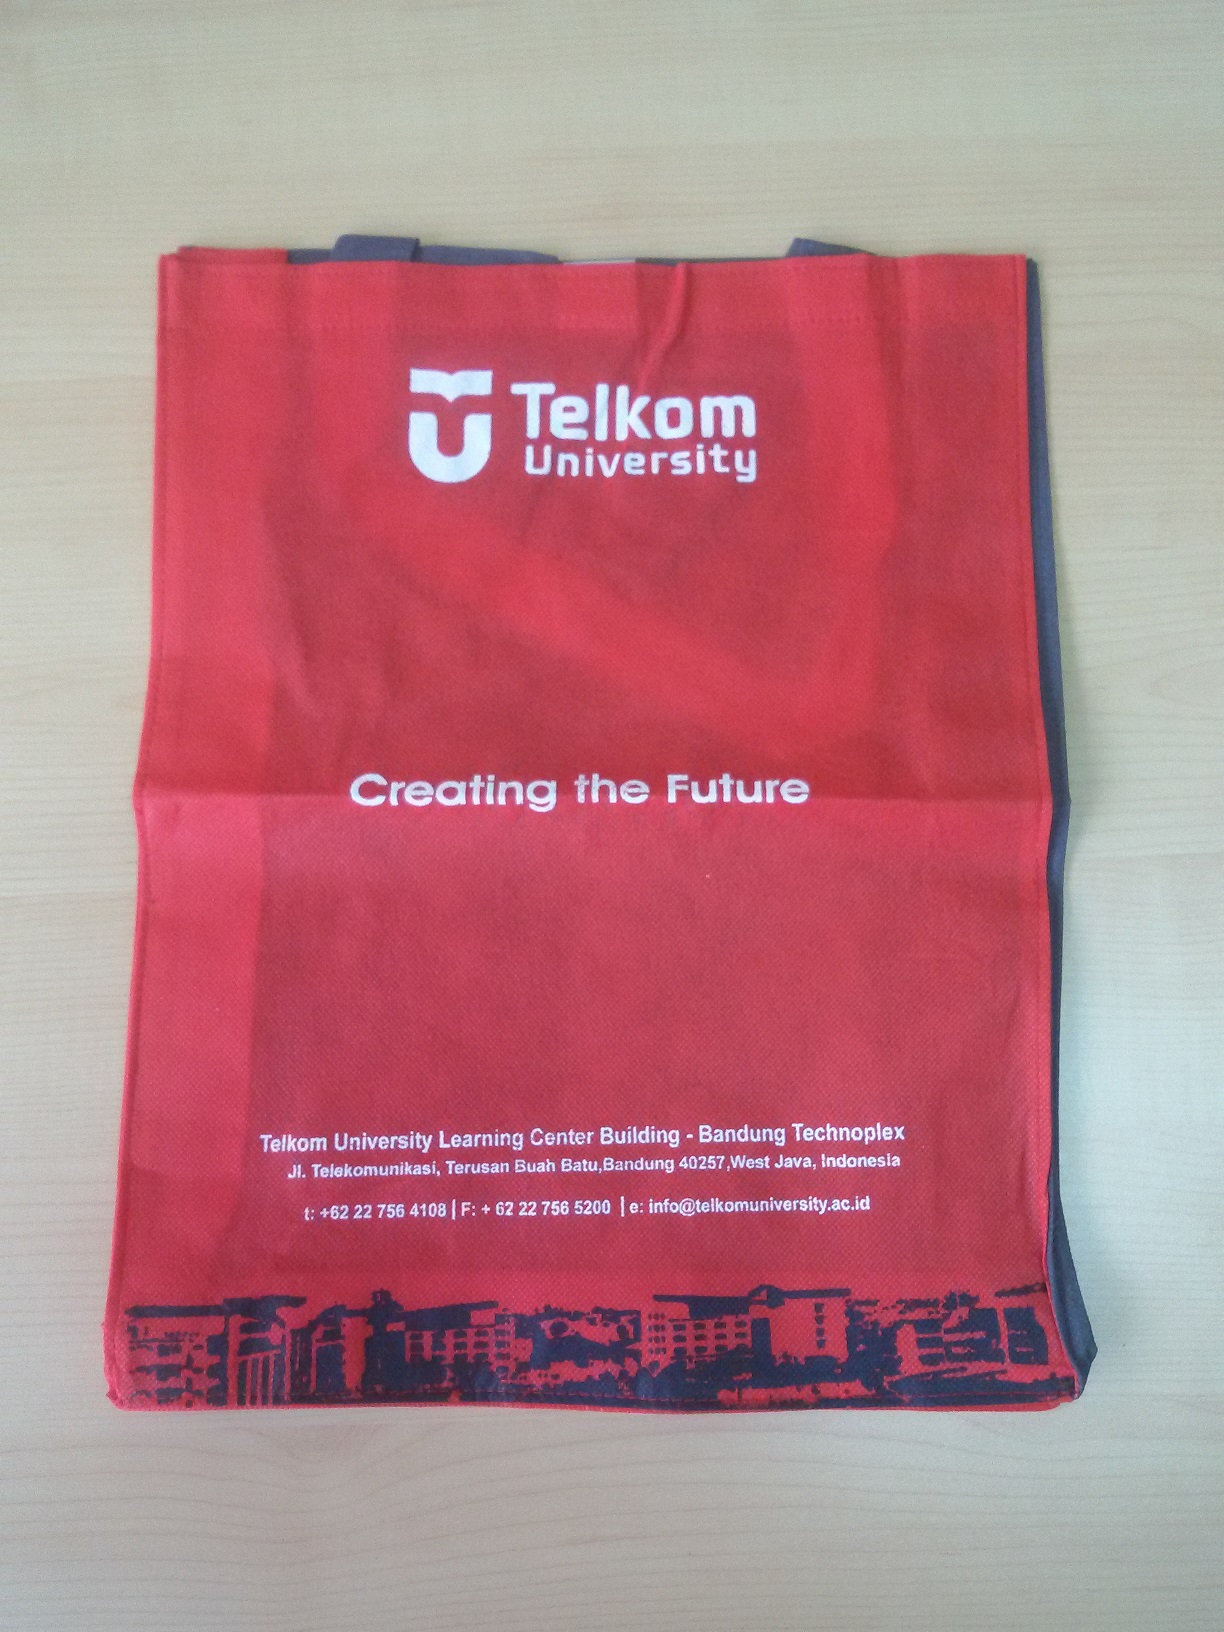 Telkom
University
Creating the Future
Telkom University Learning Center Building - Bandung Technoplex
Jl. Telekomunikasi, Terusan Buah Batu,Bandung 40257,West Java, Indonesia
t: +62 22 756 4108 | F: + 62 22 756 5200 | e: info@telkomuniversity.ac.id